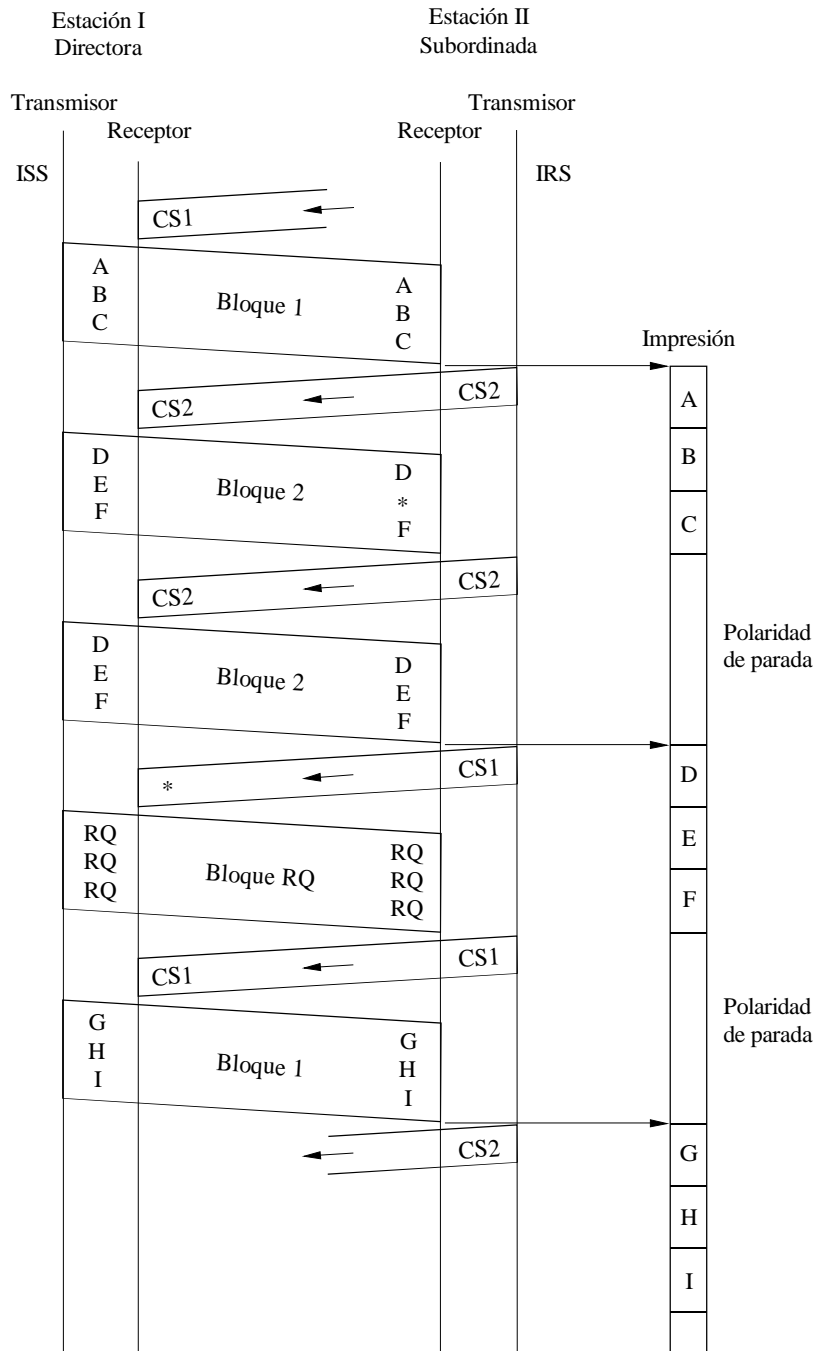 Estación I
Directora
Estación II
Subordinada
Transmisor
Receptor
Receptor
Transmisor
ISS
IRS
CS1
A
B
C
Bloque 1
A
B
C
Impresión
CS2
CS2
A
D
E
F
Bloque 2
D
*
F
B
C
CS2
CS2
D
E
F
Bloque 2
D
E
F
Polaridad
de parada
*
CS1
D
RQ
RQ
RQ
Bloque RQ
RQ
RQ
RQ
E
F
CS1
CS1
G
H
I
Bloque 1
G
H
I
Polaridad
de parada
CS2
G
H
I